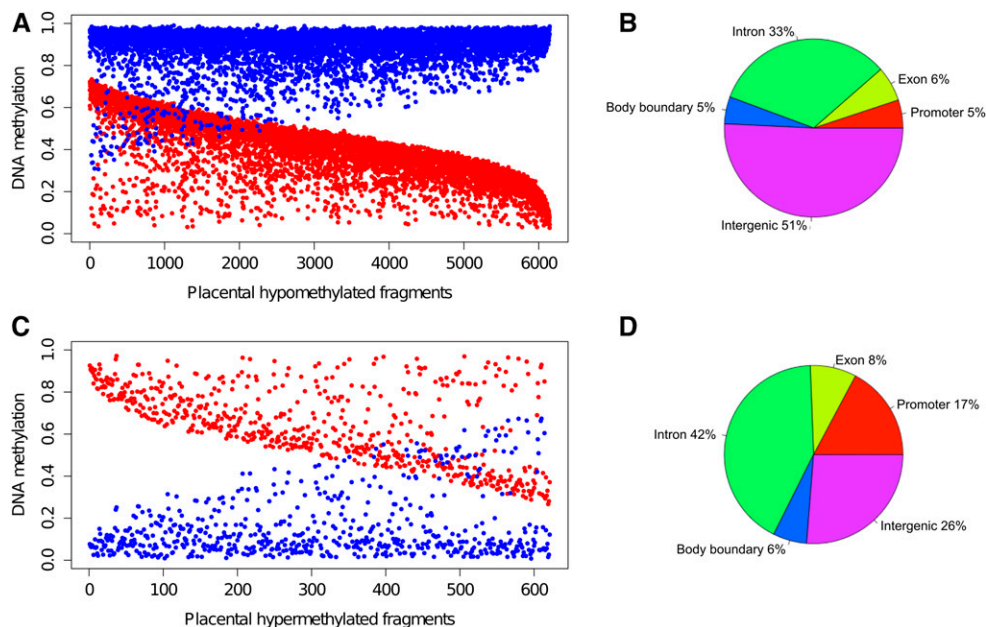 A
DNA methylation
1.0
0.8
0.6
0.4
0.2
0.0
0 1000 2000 3000 4000 5000 6000
Placental hypomethylated fragments
B
Intron 33%
Exon 6%
Promoter 5%
Body boundary 5%
Intergenic 51%
C
DNA methylation
1.0
0.8
0.6
0.4
0.2
0.0
0 100 200 300 400 500 600
Placental hypermethylated fragments
D
Exon 8%
Promoter 17%
Intron 42%
Intergenic 26%
Body boundary 6%